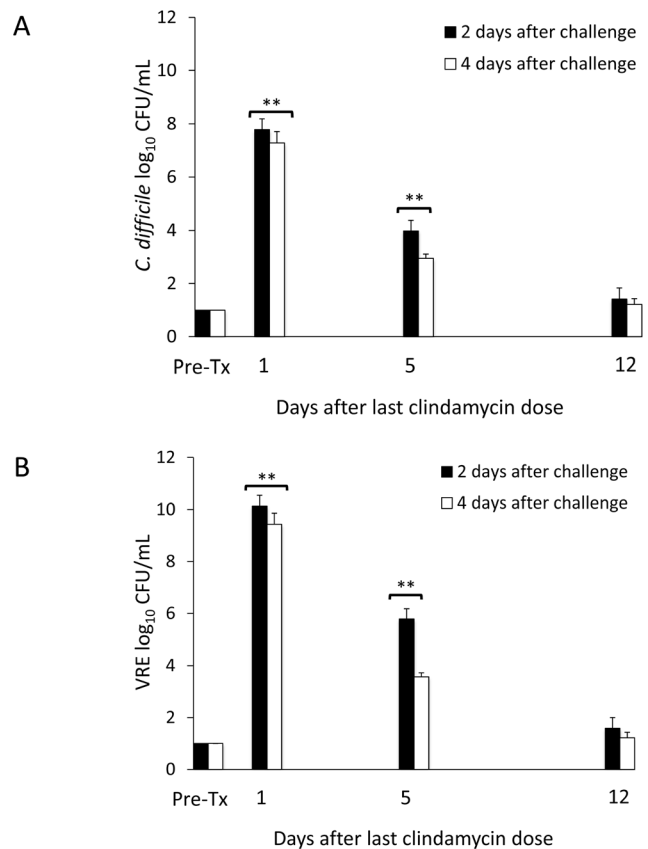 A
C. difficile log10 CFU/mL
12
10
8
6
4
2
0
■ 2 days after challenge
□ 4 days after challenge
**
**
Pre-Tx 1 5 12
Days after last clindamycin dose
B
VRE log10 CFU/mL
12
10
8
6
4
2
0
■ 2 days after challenge
□ 4 days after challenge
**
**
Pre-Tx 1 5 12
Days after last clindamycin dose